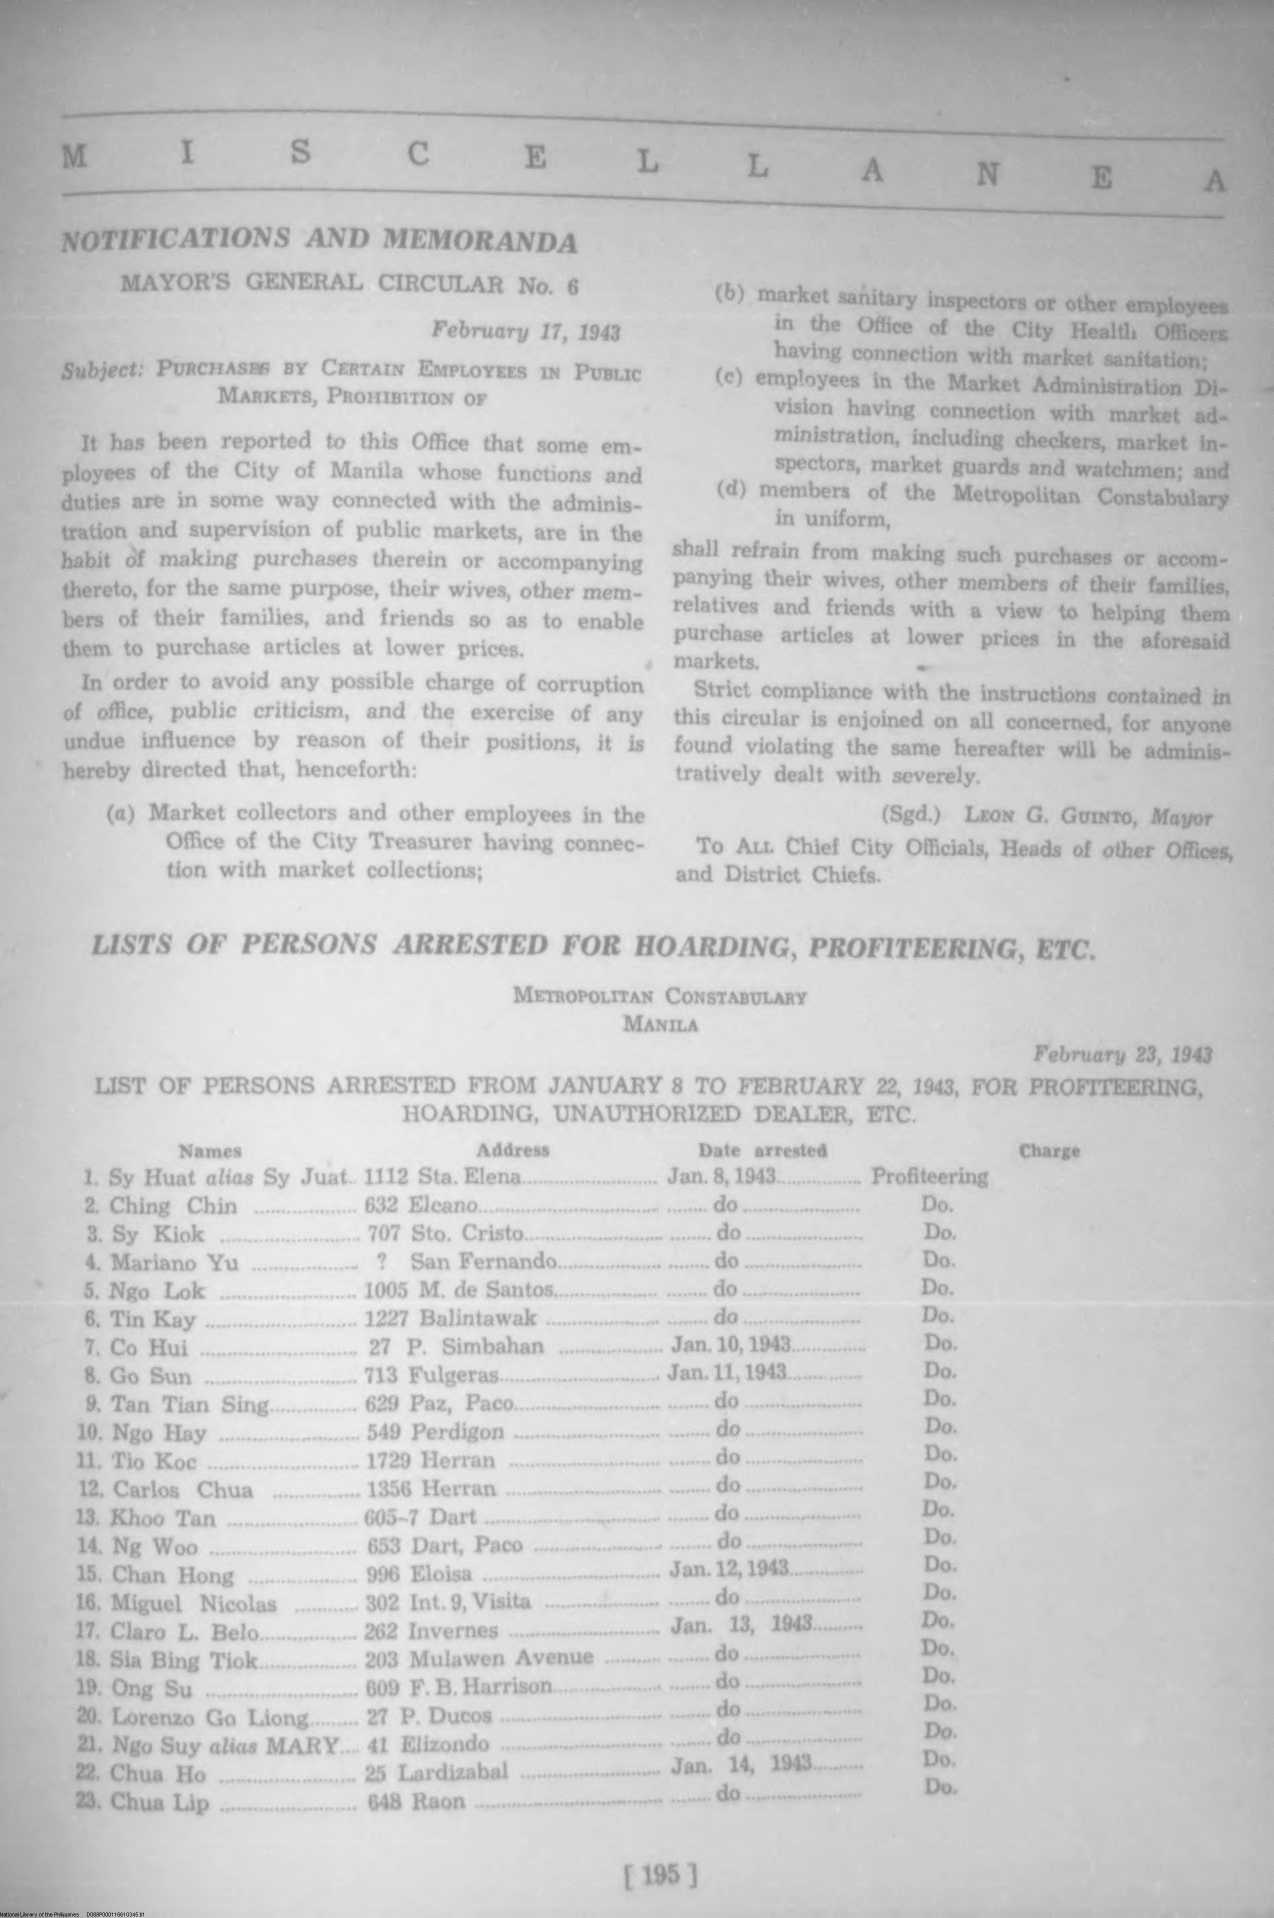 M I S C E L L A N E A
NOTIFICATIONS AND MEMORANDA
MAYOR'S GENERAL CIRCULAR No. 6
February 17, 1943
Subject: PURCHASES BY CERTAIN EMPLOYEES IN PUBLIC
MARKETS, PROHIBITION OF
It has been reported to this Office that some em-
ployees of the City of Manila whose functions and
duties are in some way connected with the adminis-
tration and supervision of public markets, are in the
habit of making purchases therein or accompanying
thereto, for the same purpose, their wives, other mem-
bers of their families, and friends so as to enable
them to purchase articles at lower prices.
In order to avoid any possible charge of corruption
of office, public criticism, and the exercise of any
undue influence by reason of their positions, it is
hereby directed that, henceforth:
(a) Market collectors and other employees in the
Office of the City Treasurer having connec-
tion with market collections;
(b) market sanitary inspectors or other employees
in the Office of the City Health Officers
having connection with market sanitation;
(c) employees in the Market Administration Di-
vision having connection with market ad-
ministration, including checkers, market in-
spectors, market guards and watchmen; and
(d) members of the Metropolitan Constabulary
in uniform,
shall refrain from making such purchases or accom-
panying their wives, other members of their families,
relatives and friends with a view to helping them
purchase articles at lower prices in the aforesaid
markets.
Strict compliance with the instructions contained in
this circular is enjoined on all concerned, for anyone
found violating the same hereafter will be adminis-
tratively dealt with severely.
(Sgd.) LEON G. GUINTO, Mayor
To ALL Chief City Officials, Heads of other Offices,
and District Chiefs.
LISTS OF PERSONS ARRESTED FOR HOARDING, PROFITEERING, ETC.
METROPOLITAN CONSTABULARY
MANILA
February 23, 1943
LIST OF PERSONS ARRESTED FROM JANUARY 8 TO FEBRUARY 22, 1943, FOR PROFITEERING,
HOARDING, UNAUTHORIZED DEALER, ETC.
Names Address Date arrested Charge
1. Sy Huat alias Sy Juat.. 1112 Sta. Elena........ Jan. 8, 1943........ Profiteering
2. Ching Chin ........ 632 Elcano........ do ........ Do.
3. Sy Kiok ........ 707 Sto. Cristo........ do ........ Do.
4. Mariano Yu ........ ? San Fernando........ do ........ Do.
5. Ngo Lok ........ 1005 M. de Santos........ do ........ Do.
6. Tin Kay ........ 1227 Balintawak ........ do ........ Do.
7. Co Hui ........ 27 P. Simbahan ........ Jan. 10, 1943........ Do.
8. Go Sun ........ 713 Fulgeras........ Jan. 11, 1943........ Do.
9. Tan Tian Sing........ 629 Paz, Paco........ do ........ Do.
10. Ngo Hay ........ 549 Perdigon ........ do ........ Do.
11. Tio Koc ........ 1729 Herran ........ do ........ Do.
12. Carlos Chua ........ 1356 Herran ........ do ........ Do.
13. Khoo Tan ........ 605-7 Dart ........ do ........ Do.
14. Ng Woo ........ 653 Dart, Paco ........ do ........ Do.
15. Chan Hong ........ 996 Eloisa ........ Jan. 12, 1943........ Do.
16. Miguel Nicolas ........ 302 Int. 9, Visita ........ do ........ Do.
17. Claro L. Belo........ 262 Invernes ........ Jan. 13, 1943........ Do.
18. Sia Bing Tiok........ 203 Mulawen Avenue ........ do ........ Do.
19. Ong Su ........ 609 F. B. Harrison........ do ........ Do.
20. Lorenzo Go Liong........ 27 P. Ducos ........ do ........ Do.
21. Ngo Suy alias MARY.... 41 Elizondo ........ do ........ Do.
22. Chua Ho ........ 25 Lardizabal ........ Jan. 14, 1943........ Do.
23. Chua Lip ........ 648 Raon ........ do ........ Do.
[ 195 ]
National Library of the Philippines